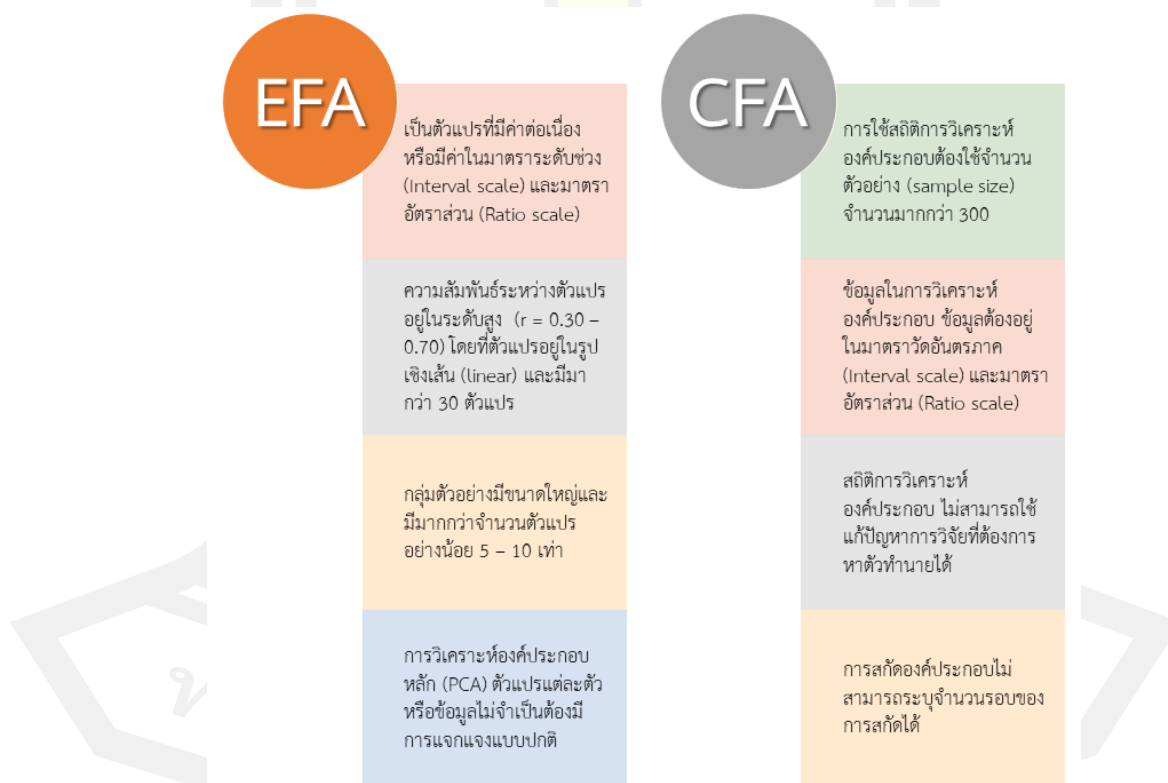 EFA
เป็นตัวแปรที่มีค่าต่อเนื่อง
หรือมีค่าในมาตราระดับช่วง
(Interval scale) และมาตรา
อัตราส่วน (Ratio scale)
ความสัมพันธ์ระหว่างตัวแปร
อยู่ในระดับสูง (r = 0.30 –
0.70) โดยที่ตัวแปรอยู่ในรูป
เชิงเส้น (linear) และมีมา
กว่า 30 ตัวแปร
กลุ่มตัวอย่างมีขนาดใหญ่และ
มีมากกว่าจำนวนตัวแปร
อย่างน้อย 5 – 10 เท่า
การวิเคราะห์องค์ประกอบ
หลัก (PCA) ตัวแปรแต่ละตัว
หรือข้อมูลไม่จำเป็นต้องมี
การแจกแจงแบบปกติ
CFA
การใช้สถิติการวิเคราะห์
องค์ประกอบต้องใช้จำนวน
ตัวอย่าง (sample size)
จำนวนมากกว่า 300
ข้อมูลในการวิเคราะห์
องค์ประกอบ ข้อมูลต้องอยู่
ในมาตราวัดอันตรภาค
(Interval scale) และมาตรา
อัตราส่วน (Ratio scale)
สถิติการวิเคราะห์
องค์ประกอบ ไม่สามารถใช้
แก้ปัญหาการวิจัยที่ต้องการ
หาตัวทำนายได้
การสกัดองค์ประกอบไม่
สามารถระบุจำนวนรอบของ
การสกัดได้